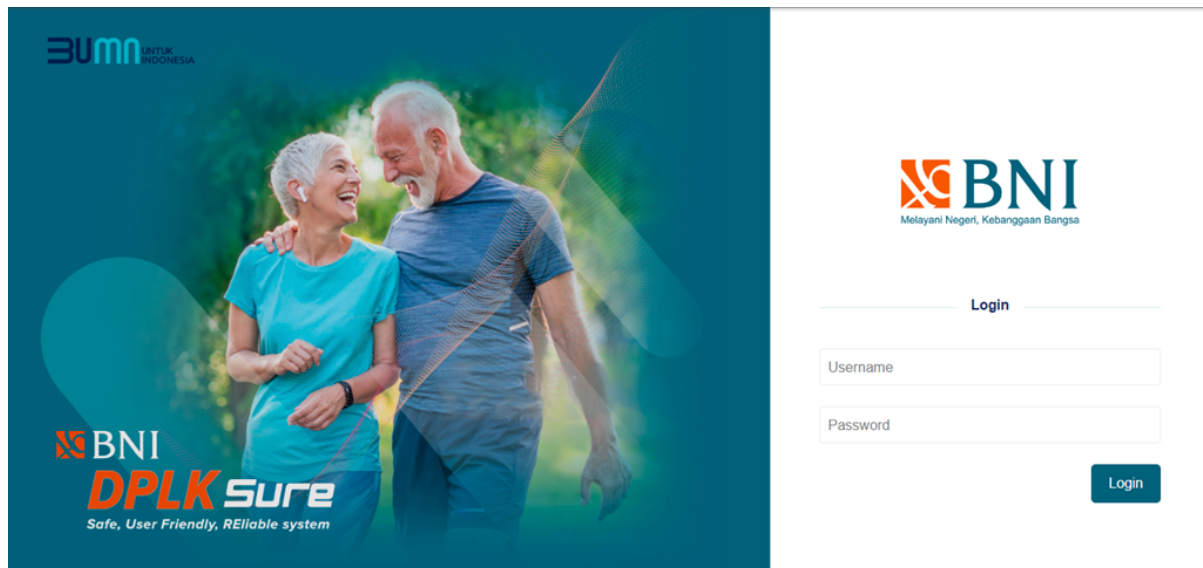 BUMN UNTUK
INDONESIA
BNI
DPLK Sure
Safe, User Friendly, REliable system
BNI
Melayani Negeri, Kebanggaan Bangsa
Login
Username
Password
Login